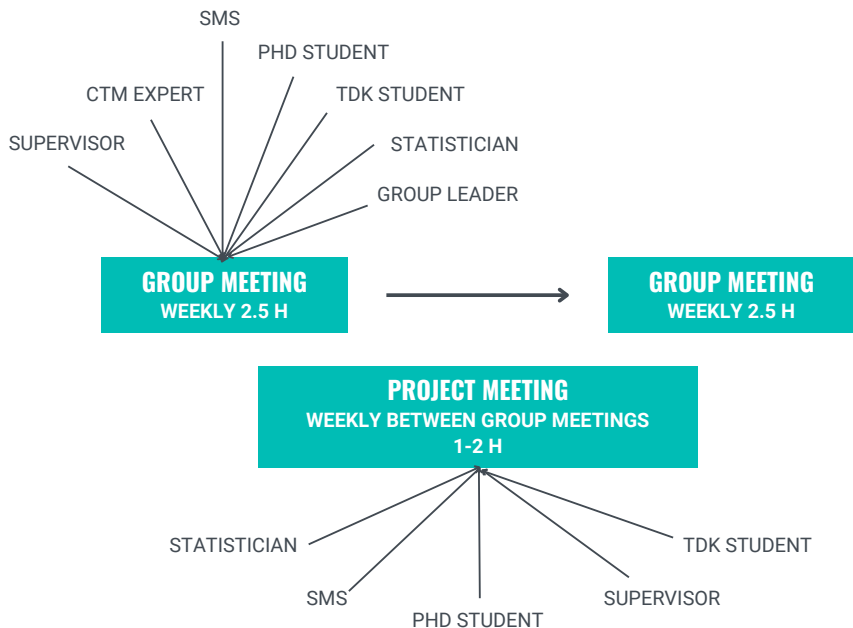 SMS
PHD STUDENT
CTM EXPERT
TDK STUDENT
SUPERVISOR
STATISTICIAN
GROUP LEADER
GROUP MEETING
WEEKLY 2.5 H
GROUP MEETING
WEEKLY 2.5 H
PROJECT MEETING
WEEKLY BETWEEN GROUP MEETINGS
1-2 H
STATISTICIAN
TDK STUDENT
SMS
SUPERVISOR
PHD STUDENT